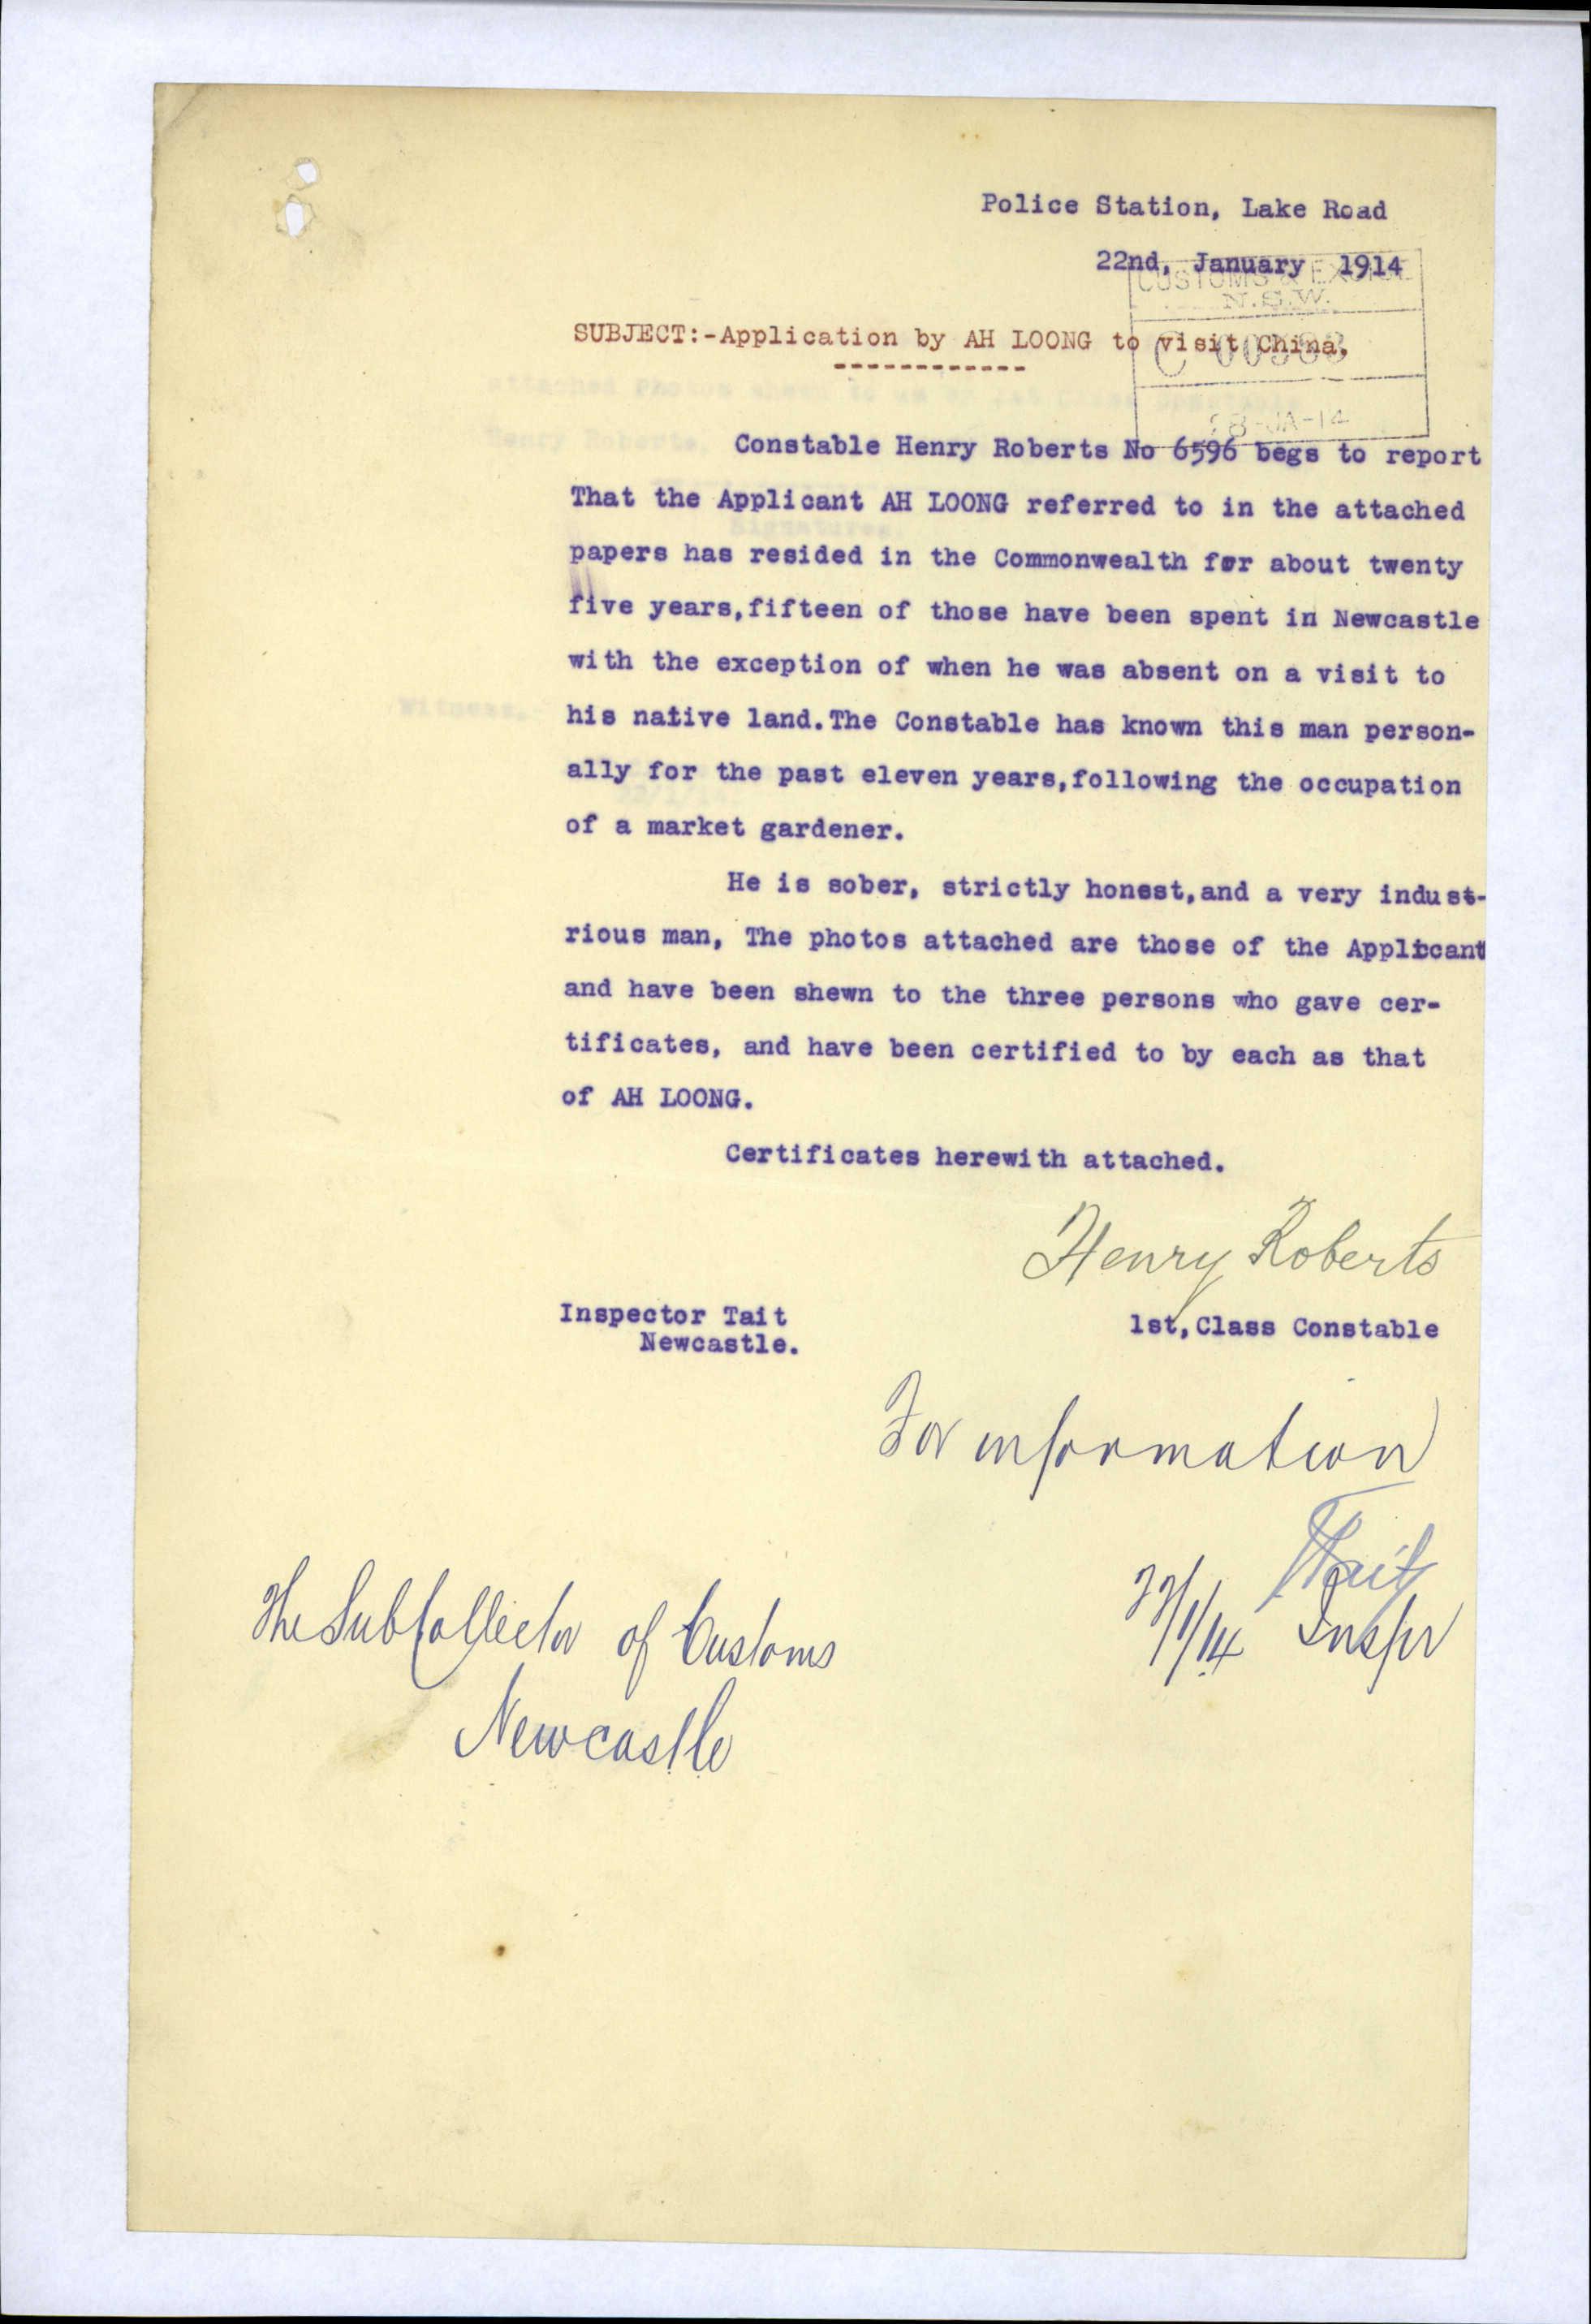 Police Station, Lake Road
22nd, January 1914
CUSTOMS & EXCISE
N.S.W.
28-JA-14
SUBJECT:-Application by AH LOONG to visit China.
------------
Constable Henry Roberts No 6596 begs to report
That the Applicant AH LOONG referred to in the attached
papers has resided in the Commonwealth for about twenty
five years,fifteen of those have been spent in Newcastle
with the exception of when he was absent on a visit to
his native land.The Constable has known this man person-
ally for the past eleven years,following the occupation
of a market gardener.
He is sober, strictly honest,and a very indust-
rious man, The photos attached are those of the Applicant
and have been shewn to the three persons who gave cer-
tificates, and have been certified to by each as that
of AH LOONG.
Certificates herewith attached.
Henry Roberts
1st,Class Constable
Inspector Tait
Newcastle.
For information
Tait
Inspr
The Sub Collector of Customs
Newcastle